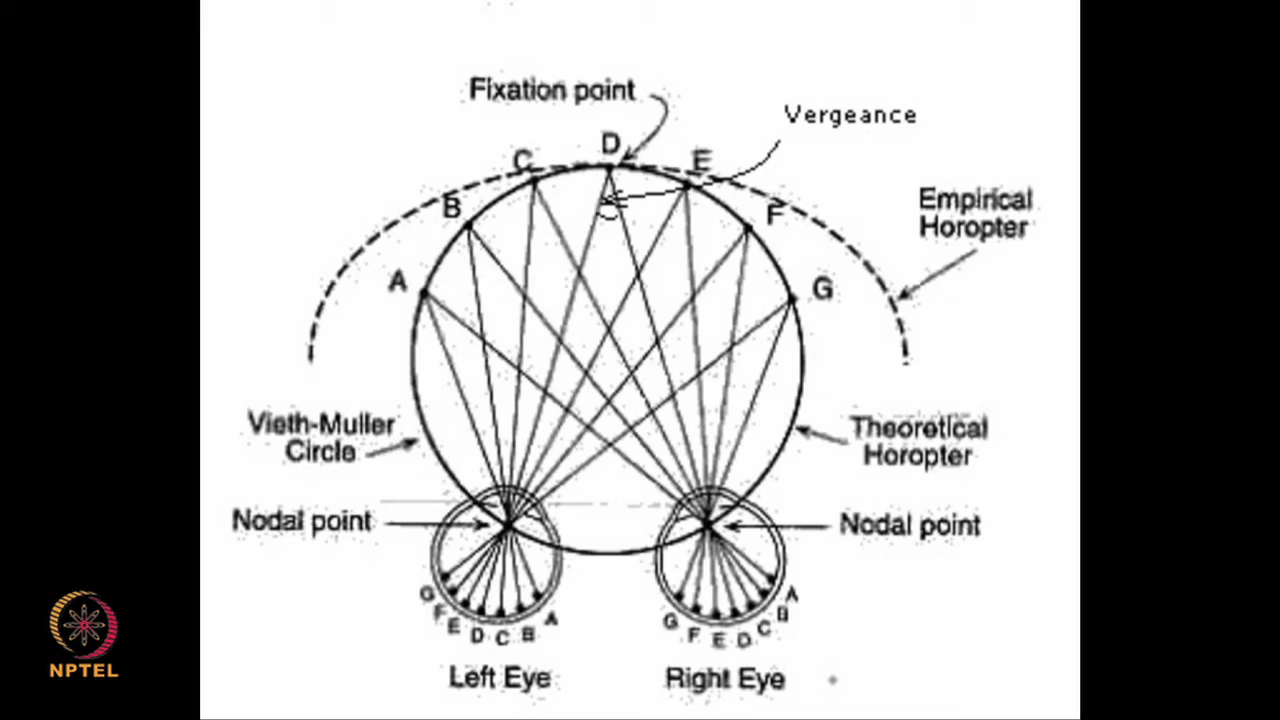 Fixation point
Vergeance
D
C
E
B
F
A
G
Empirical
Horopter
Vieth-Muller
Circle
Theoretical
Horopter
Nodal point
Nodal point
G
F
E
D
C
B
A
G
F
E
D
C
B
A
Left Eye
Right Eye
NPTEL